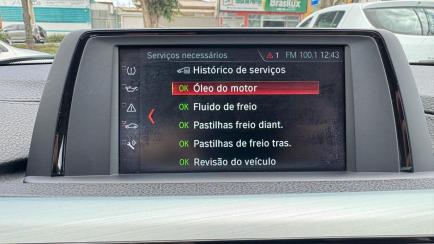 Brasilux
Serviços necessários
1 FM 100.1 12:43
Histórico de serviços
OK Óleo do motor
OK Fluido de freio
OK Pastilhas freio diant.
OK Pastilhas de freio tras.
OK Revisão do veículo